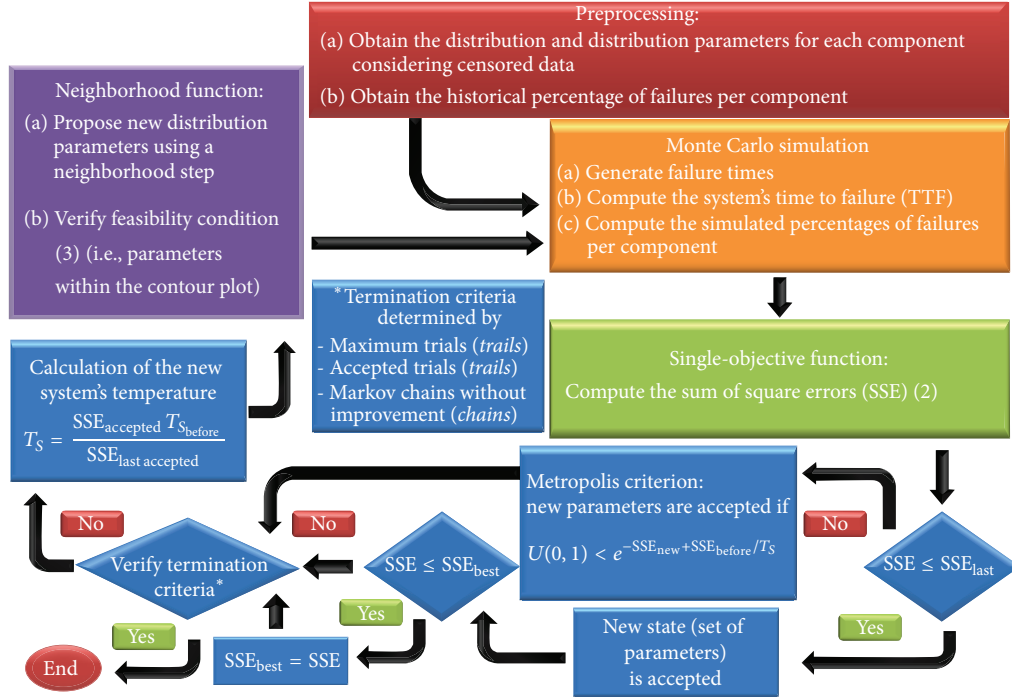 Preprocessing:
(a) Obtain the distribution and distribution parameters for each component
considering censored data
(b) Obtain the historical percentage of failures per component
Neighborhood function:
(a) Propose new distribution
parameters using a
neighborhood step
(b) Verify feasibility condition
(3) (i.e., parameters
within the contour plot)
Monte Carlo simulation
(a) Generate failure times
(b) Compute the system's time to failure (TTF)
(c) Compute the simulated percentages of failures
per component
*Termination criteria
determined by
- Maximum trials (trails)
- Accepted trials (trails)
- Markov chains without
improvement (chains)
Single-objective function:
Compute the sum of square errors (SSE) (2)
Calculation of the new
system's temperature
T_S = SSE_accepted T_S_before / SSE_last accepted
Metropolis criterion:
new parameters are accepted if
U(0, 1) < e^{-SSE_new+SSE_before/T_S}
No
No
No
Verify termination
criteria*
SSE ≤ SSE_best
SSE ≤ SSE_last
Yes
Yes
Yes
End
SSE_best = SSE
New state (set of
parameters)
is accepted